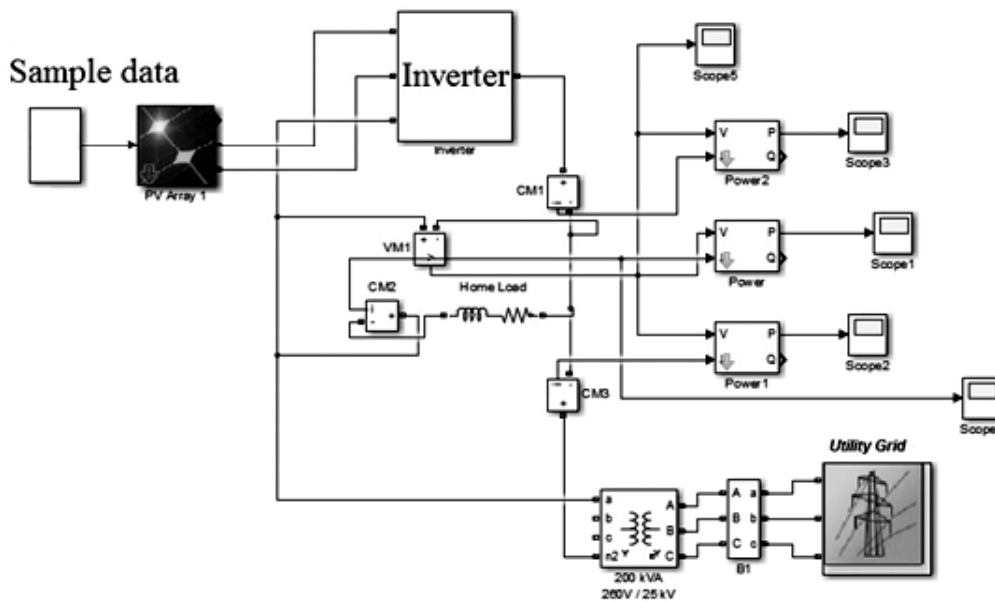 Sample data
Inverter
Inverter
PV Array 1
Scope5
V P
Q
Power2
Scope3
CM1
+
+ -
VM1
V P
Q
Power
Scope1
CM2
Home Load
i
+
-
V P
Q
Power1
Scope2
CM3
+
Scope
Utility Grid
a A
b B
c
n2 C
A a
B b
C c
B1
200 kVA
260V / 25 kV